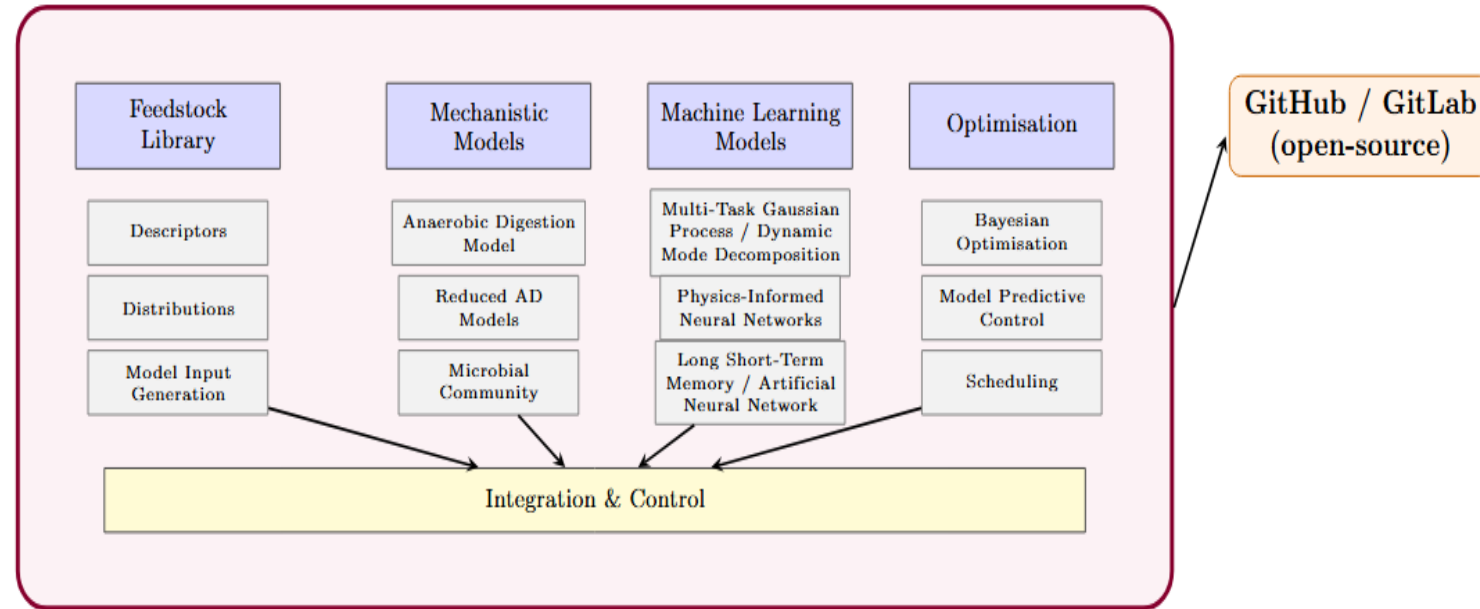 Feedstock
Library
Mechanistic
Models
Machine Learning
Models
Optimisation
GitHub / GitLab
(open-source)
Descriptors
Distributions
Model Input
Generation
Anaerobic Digestion
Model
Reduced AD
Models
Microbial
Community
Multi-Task Gaussian
Process / Dynamic
Mode Decomposition
Physics-Informed
Neural Networks
Long Short-Term
Memory / Artificial
Neural Network
Bayesian
Optimisation
Model Predictive
Control
Scheduling
Integration & Control